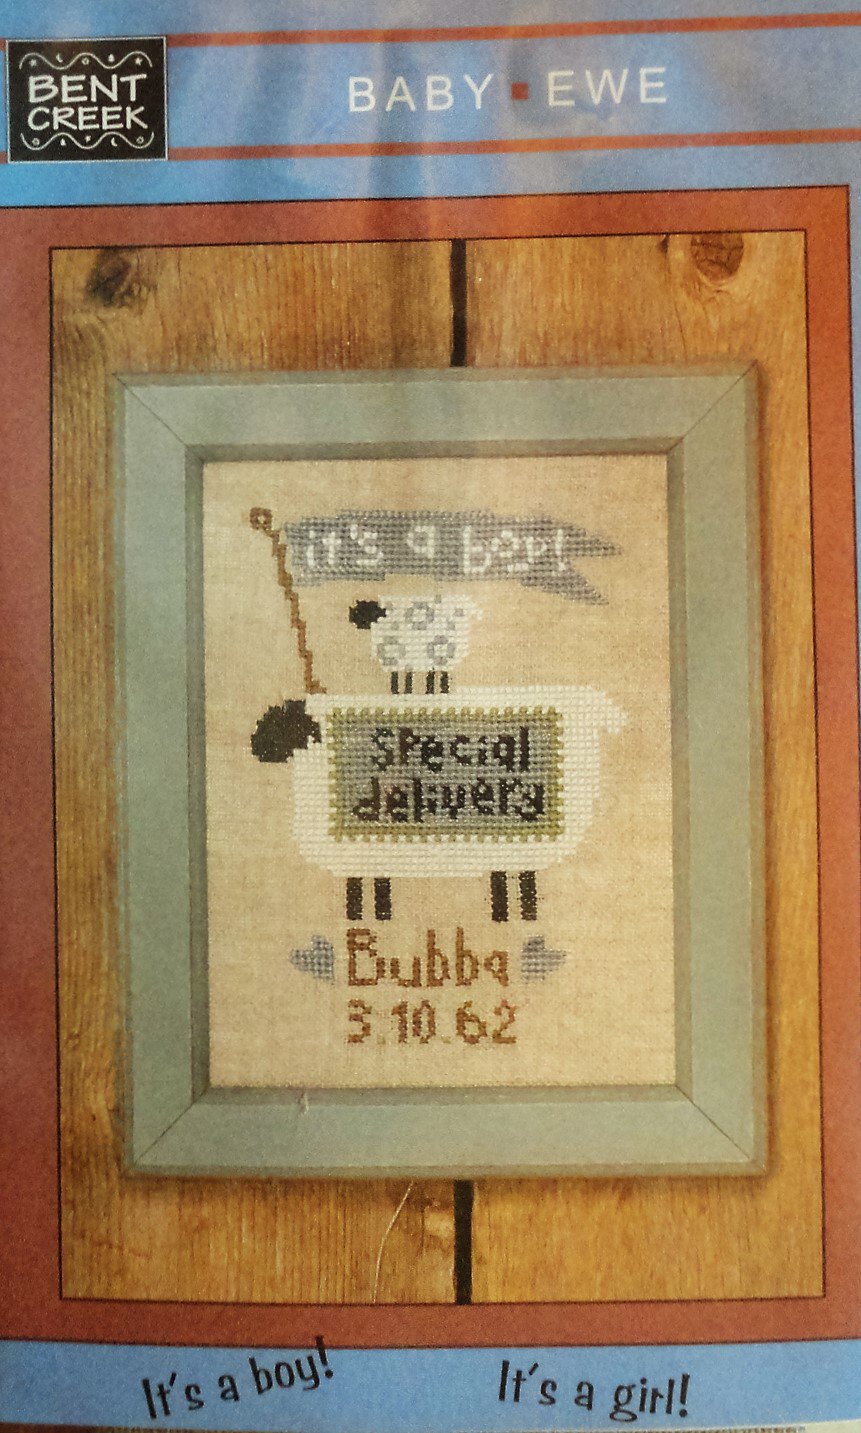 BENT
CREEK
BABY ▪ EWE
it's a boy!
Special
delivery
Bubba
3.10.62
It's a boy!
It's a girl!